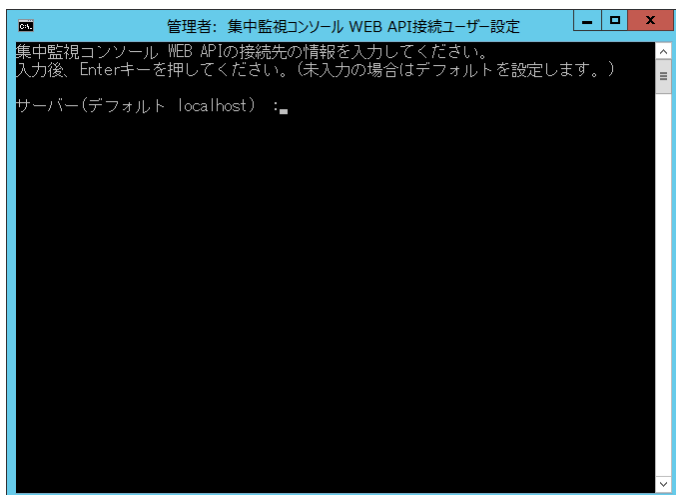 管理者: 集中監視コンソール WEB API接続ユーザー設定
集中監視コンソール WEB APIの接続先の情報を入力してください。
入力後、Enterキーを押してください。(未入力の場合はデフォルトを設定します。)
サーバー(デフォルト localhost) :